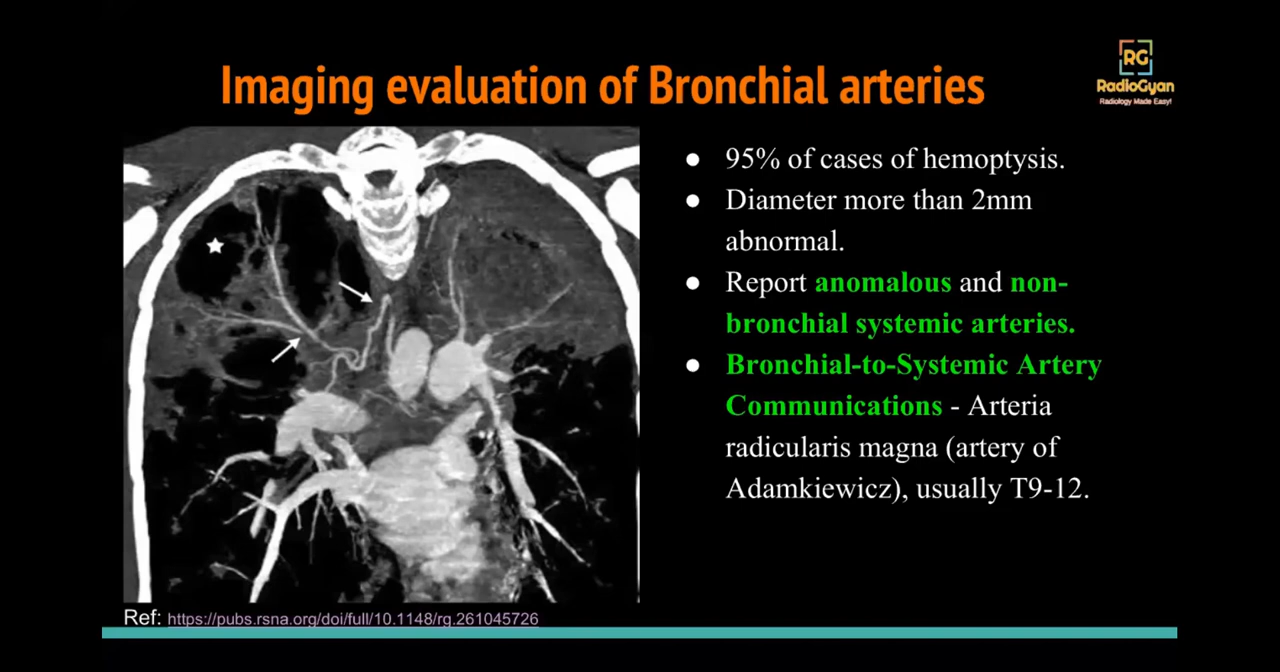 Imaging evaluation of Bronchial arteries
RG
RadioGyan
Radiology Made Easy!
● 95% of cases of hemoptysis.
● Diameter more than 2mm
abnormal.
● Report anomalous and non-
bronchial systemic arteries.
● Bronchial-to-Systemic Artery
Communications - Arteria
radicularis magna (artery of
Adamkiewicz), usually T9-12.
Ref: https://pubs.rsna.org/doi/full/10.1148/rg.261045726